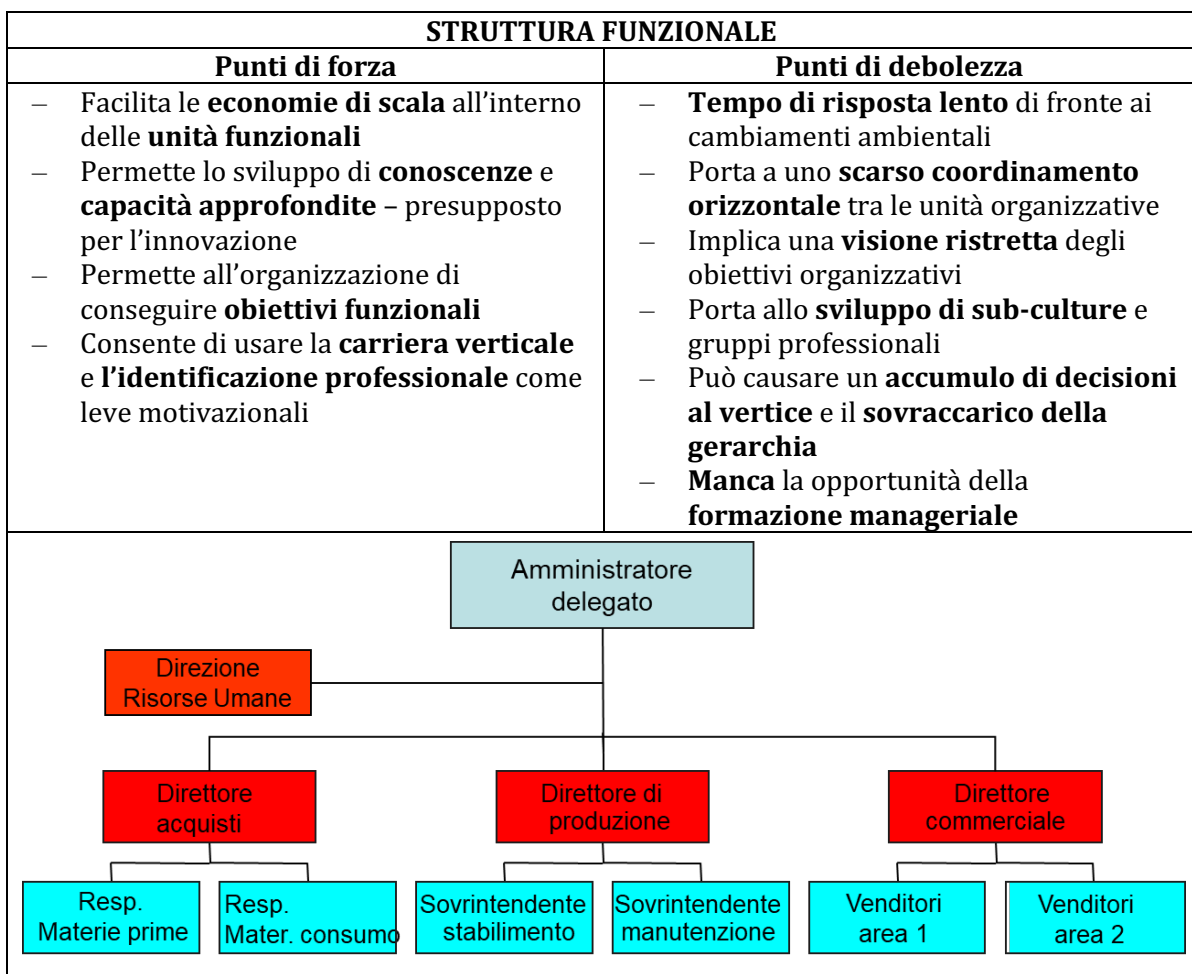 STRUTTURA FUNZIONALE
Punti di forza
– Facilita le economie di scala all’interno
delle unità funzionali
– Permette lo sviluppo di conoscenze e
capacità approfondite – presupposto
per l’innovazione
– Permette all’organizzazione di
conseguire obiettivi funzionali
– Consente di usare la carriera verticale
e l’identificazione professionale come
leve motivazionali
Punti di debolezza
– Tempo di risposta lento di fronte ai
cambiamenti ambientali
– Porta a uno scarso coordinamento
orizzontale tra le unità organizzative
– Implica una visione ristretta degli
obiettivi organizzativi
– Porta allo sviluppo di sub-culture e
gruppi professionali
– Può causare un accumulo di decisioni
al vertice e il sovraccarico della
gerarchia
– Manca la opportunità della
formazione manageriale
Amministratore
delegato
Direzione
Risorse Umane
Direttore
acquisti
Direttore di
produzione
Direttore
commerciale
Resp.
Materie prime
Resp.
Mater. consumo
Sovrintendente
stabilimento
Sovrintendente
manutenzione
Venditori
area 1
Venditori
area 2